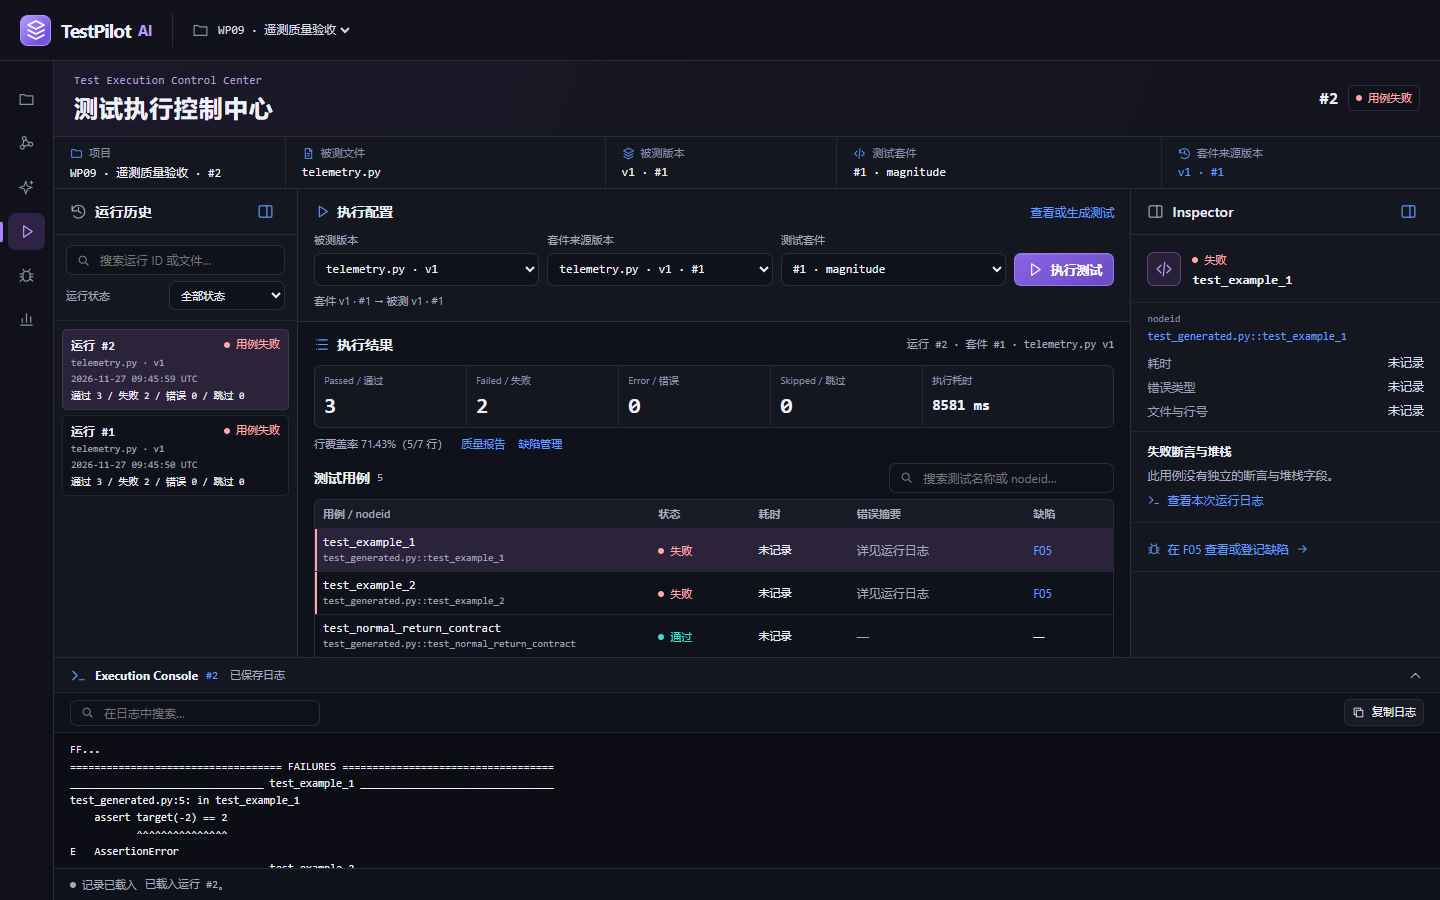 TestPilot AI
WP09 · 遥测质量验收
Test Execution Control Center
测试执行控制中心
#2
用例失败
项目
WP09 · 遥测质量验收 · #2
被测文件
telemetry.py
被测版本
v1 · #1
测试套件
#1 · magnitude
套件来源版本
v1 · #1
运行历史
搜索运行 ID 或文件...
运行状态
全部状态
运行 #2
用例失败
telemetry.py · v1
2026-11-27 09:45:59 UTC
通过 3 / 失败 2 / 错误 0 / 跳过 0
运行 #1
用例失败
telemetry.py · v1
2026-11-27 09:45:50 UTC
通过 3 / 失败 2 / 错误 0 / 跳过 0
执行配置
查看或生成测试
被测版本
telemetry.py · v1
套件来源版本
telemetry.py · v1 · #1
测试套件
#1 · magnitude
执行测试
套件 v1 · #1 → 被测 v1 · #1
执行结果
运行 #2 · 套件 #1 · telemetry.py v1
Passed / 通过
3
Failed / 失败
2
Error / 错误
0
Skipped / 跳过
0
执行耗时
8581 ms
行覆盖率 71.43% (5/7 行)
质量报告
缺陷管理
测试用例 5
搜索测试名称或 nodeid...
用例 / nodeid
状态
耗时
错误摘要
缺陷
test_example_1
test_generated.py::test_example_1
失败
未记录
详见运行日志
F05
test_example_2
test_generated.py::test_example_2
失败
未记录
详见运行日志
F05
test_normal_return_contract
test_generated.py::test_normal_return_contract
通过
未记录
—
—
Inspector
失败
test_example_1
nodeid
test_generated.py::test_example_1
耗时
未记录
错误类型
未记录
文件与行号
未记录
失败断言与堆栈
此用例没有独立的断言与堆栈字段。
查看本次运行日志
在 F05 查看或登记缺陷 →
Execution Console #2 已保存日志
在日志中搜索...
复制日志
FF...
=================================== FAILURES ===================================
________________________________ test_example_1 ________________________________
test_generated.py:5: in test_example_1
    assert target(-2) == 2
           ^^^^^^^^^^^^^^^
E   AssertionError
test_example_2
记录已载入 已载入运行 #2。